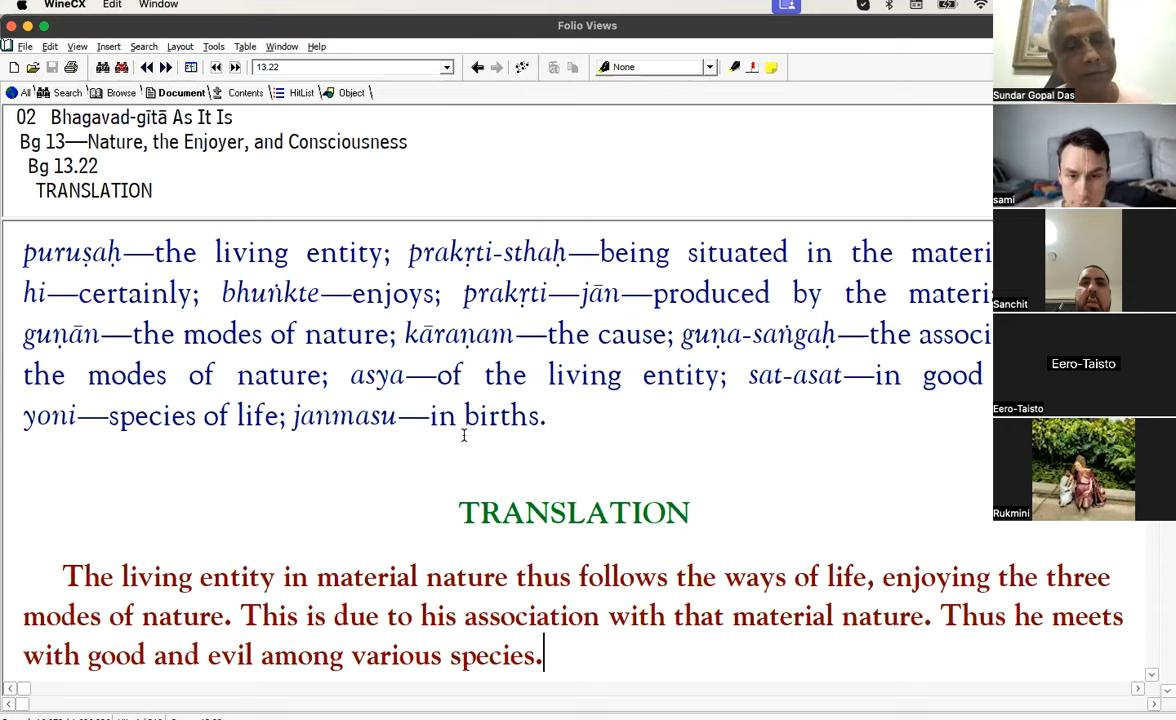 WineCX Edit Window
Folio Views
File Edit View Insert Search Layout Tools Table Window Help
13.22
None
All Search Browse Document Contents HitList Object
02 Bhagavad-gītā As It Is
Bg 13—Nature, the Enjoyer, and Consciousness
Bg 13.22
TRANSLATION
puruṣaḥ—the living entity; prakṛti-sthaḥ—being situated in the materi
hi—certainly; bhuṅkte—enjoys; prakṛti—jān—produced by the materi
guṇān—the modes of nature; kāraṇam—the cause; guṇa-saṅgaḥ—the associ
the modes of nature; asya—of the living entity; sat-asat—in good
yoni—species of life; janmasu—in births.
TRANSLATION
The living entity in material nature thus follows the ways of life, enjoying the three
modes of nature. This is due to his association with that material nature. Thus he meets
with good and evil among various species.
Sundar Gopal Das
sami
Sanchit
Eero-Taisto
Eero-Taisto
Rukmini